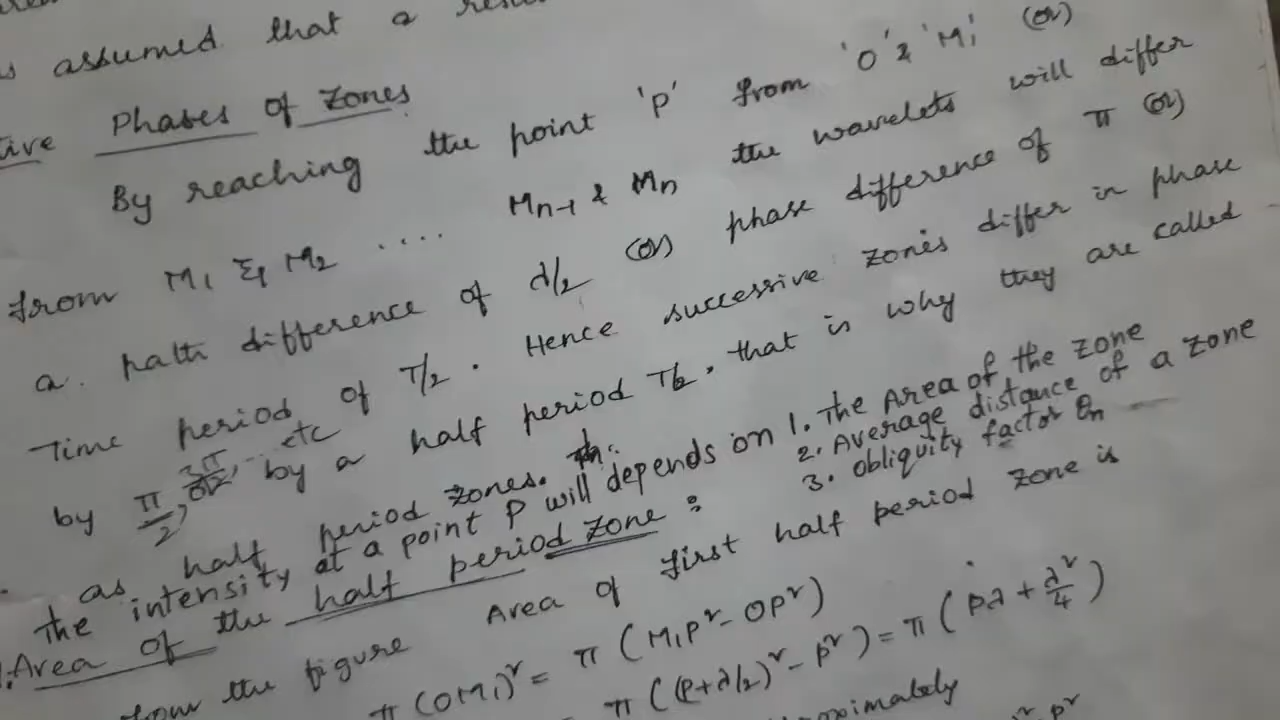 assumed that a
Phases of Zones
By reaching the point 'P' from 'O' & 'M1' (or)
from M1 & M2 .... Mn-1 & Mn the wavelets will differ
a. path difference of λ/2 (or) phase difference of π (or)
Time period of T/2. Hence successive zones differ in phase
by π/2, 3π/2, ... etc by a half period T/2, that is why they are called
as half period zones.
The intensity at a point P will depends on 1. The Area of the zone
2. Average distance of a zone
3. obliquity factor θn
Area of the half period zone :
the figure Area of first half period zone is
π (OM1)² = π (M1P² - OP²)
= π ((P+λ/2)² - P²) = π (Pλ + λ²/4)